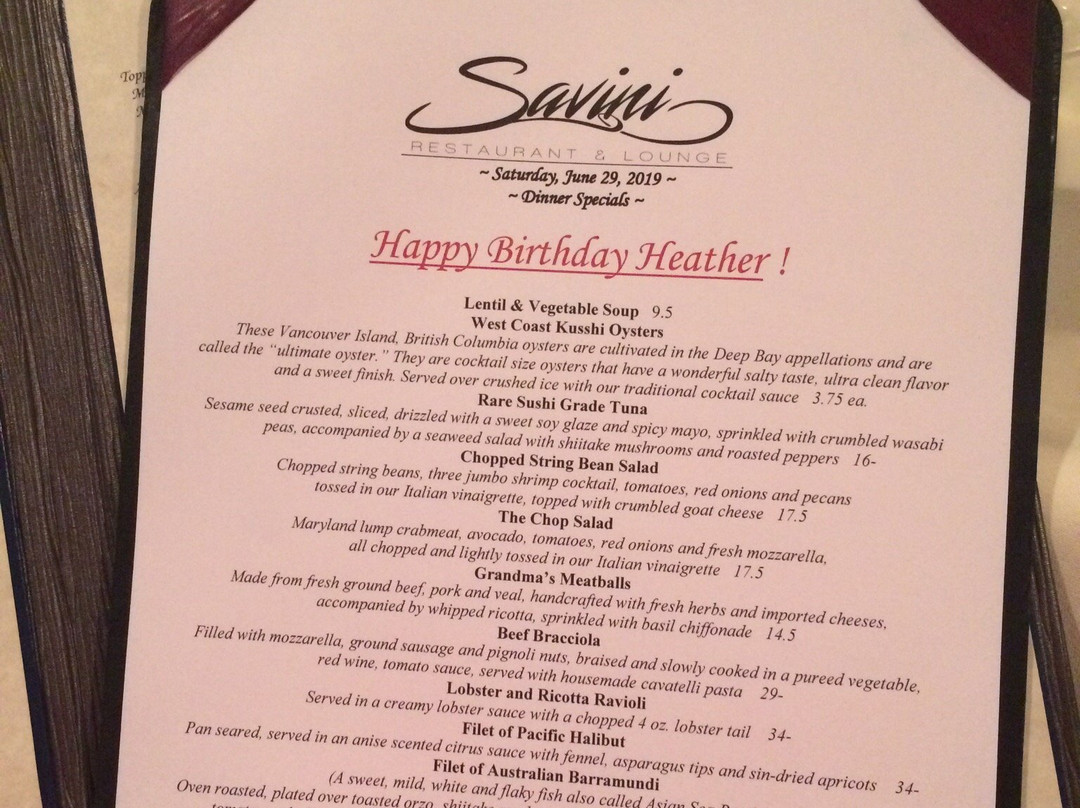 Topp
M
N
Savini
RESTAURANT & LOUNGE
~ Saturday, June 29, 2019 ~
~ Dinner Specials ~
Happy Birthday Heather !
Lentil & Vegetable Soup 9.5
West Coast Kusshi Oysters
These Vancouver Island, British Columbia oysters are cultivated in the Deep Bay appellations and are
called the “ultimate oyster.” They are cocktail size oysters that have a wonderful salty taste, ultra clean flavor
and a sweet finish. Served over crushed ice with our traditional cocktail sauce 3.75 ea.
Rare Sushi Grade Tuna
Sesame seed crusted, sliced, drizzled with a sweet soy glaze and spicy mayo, sprinkled with crumbled wasabi
peas, accompanied by a seaweed salad with shiitake mushrooms and roasted peppers 16-
Chopped String Bean Salad
Chopped string beans, three jumbo shrimp cocktail, tomatoes, red onions and pecans
tossed in our Italian vinaigrette, topped with crumbled goat cheese 17.5
The Chop Salad
Maryland lump crabmeat, avocado, tomatoes, red onions and fresh mozzarella,
all chopped and lightly tossed in our Italian vinaigrette 17.5
Grandma’s Meatballs
Made from fresh ground beef, pork and veal, handcrafted with fresh herbs and imported cheeses,
accompanied by whipped ricotta, sprinkled with basil chiffonade 14.5
Beef Bracciola
Filled with mozzarella, ground sausage and pignoli nuts, braised and slowly cooked in a pureed vegetable,
red wine, tomato sauce, served with housemade cavatelli pasta 29-
Lobster and Ricotta Ravioli
Served in a creamy lobster sauce with a chopped 4 oz. lobster tail 34-
Filet of Pacific Halibut
Pan seared, served in an anise scented citrus sauce with fennel, asparagus tips and sin-dried apricots 34-
Filet of Australian Barramundi
(A sweet, mild, white and flaky fish also called Asian Sea
Oven roasted, plated over toasted orzo, shiitake